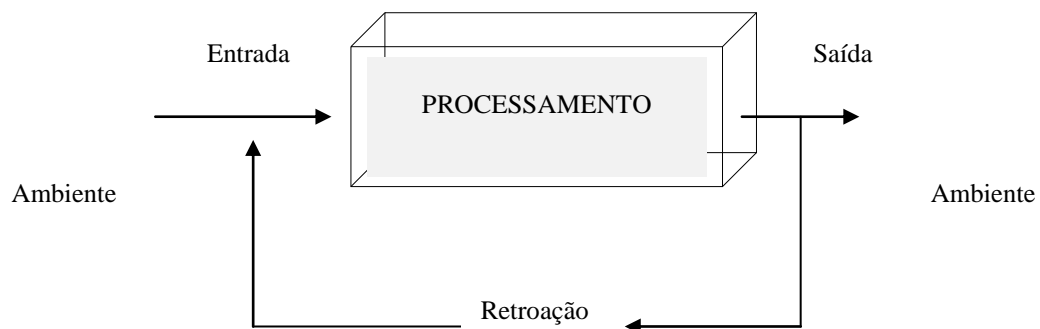 Entrada
Saída
PROCESSAMENTO
Ambiente
Ambiente
Retroação